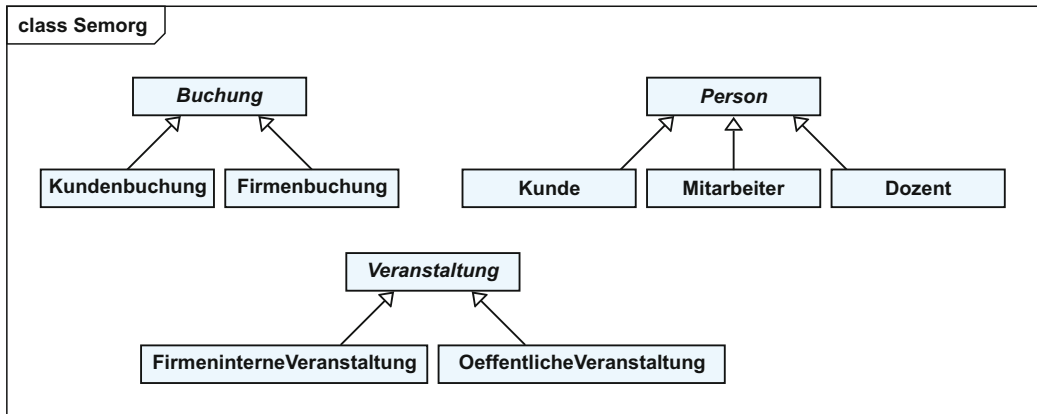 class Semorg
Buchung
Person
Kundenbuchung
Firmenbuchung
Kunde
Mitarbeiter
Dozent
Veranstaltung
FirmeninterneVeranstaltung
OeffentlicheVeranstaltung